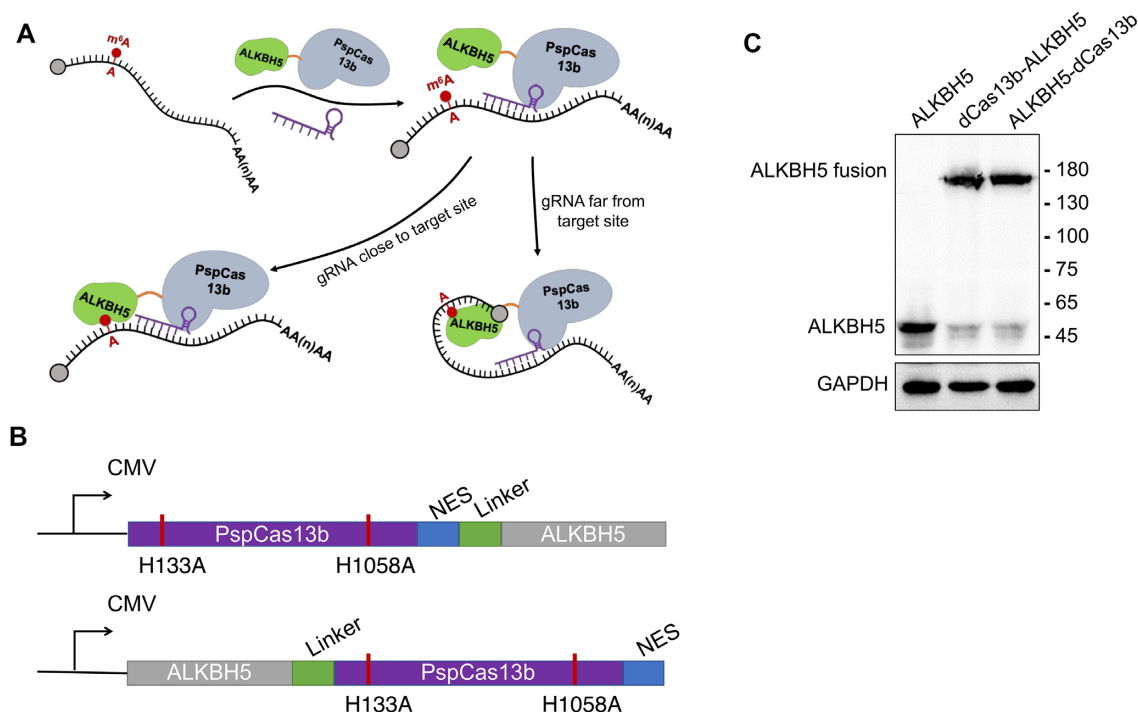 A
m⁶A
A
AA(n)AA
ALKBH5
PspCas
13b
ALKBH5
PspCas
13b
m⁶A
A
AA(n)AA
gRNA close to target site
gRNA far from
target site
ALKBH5
PspCas
13b
A
AA(n)AA
A
ALKBH5
PspCas
13b
AA(n)AA
B
CMV
NES
Linker
PspCas13b
ALKBH5
H133A
H1058A
CMV
Linker
NES
ALKBH5
PspCas13b
H133A
H1058A
C
ALKBH5
dCas13b-ALKBH5
ALKBH5-dCas13b
ALKBH5 fusion
- 180
- 130
- 100
- 75
- 65
ALKBH5
- 45
GAPDH